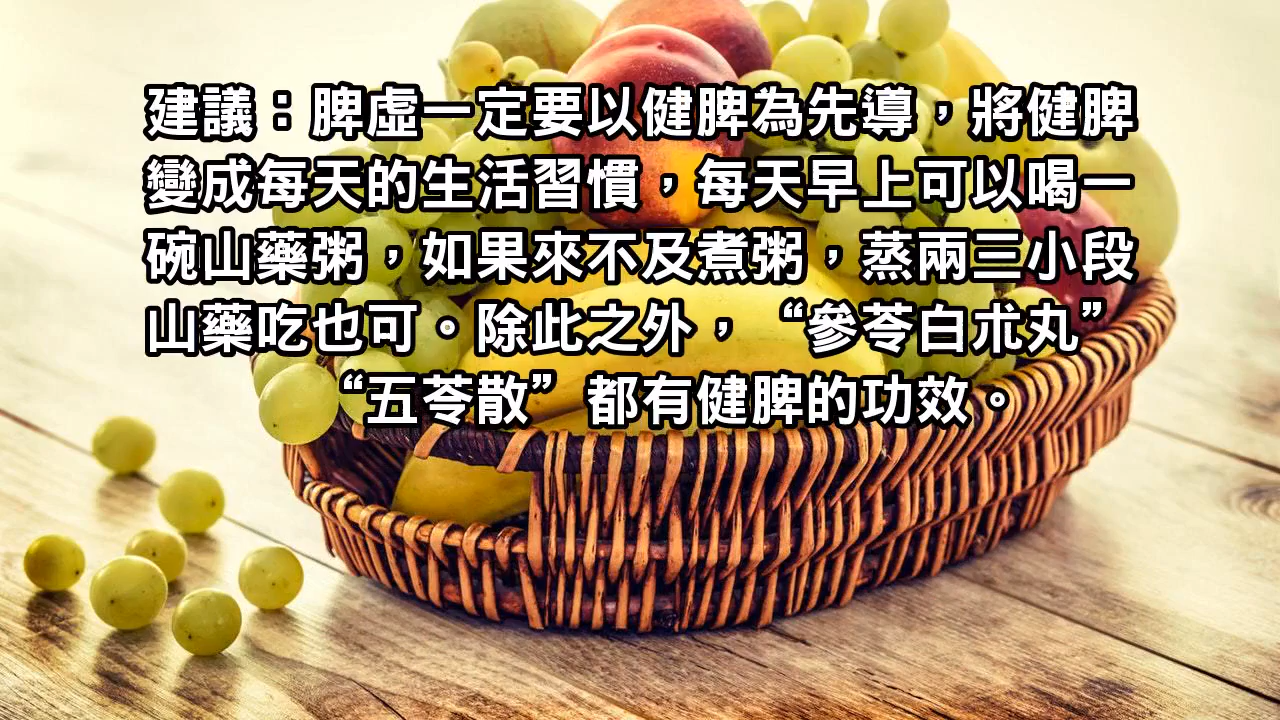 建議：脾虛一定要以健脾為先導，將健脾
變成每天的生活習慣，每天早上可以喝一
碗山藥粥，如果來不及煮粥，蒸兩三小段
山藥吃也可。除此之外，“參苓白朮丸”
“五苓散”都有健脾的功效。